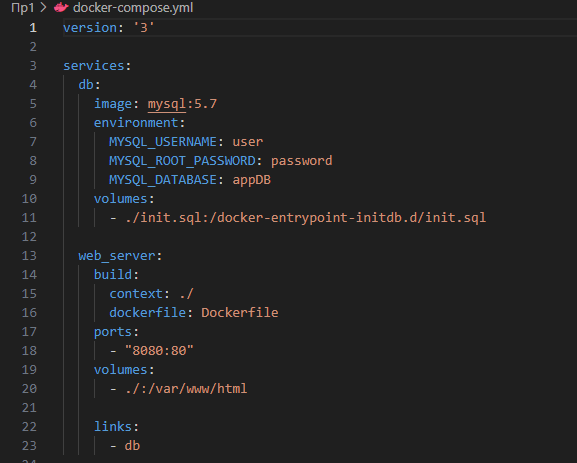 Пр1 > docker-compose.yml
1 version: '3'
2
3 services:
4 db:
5 image: mysql:5.7
6 environment:
7 MYSQL_USERNAME: user
8 MYSQL_ROOT_PASSWORD: password
9 MYSQL_DATABASE: appDB
10 volumes:
11 - ./init.sql:/docker-entrypoint-initdb.d/init.sql
12
13 web_server:
14 build:
15 context: ./
16 dockerfile: Dockerfile
17 ports:
18 - "8080:80"
19 volumes:
20 - ./:/var/www/html
21
22 links:
23 - db
24